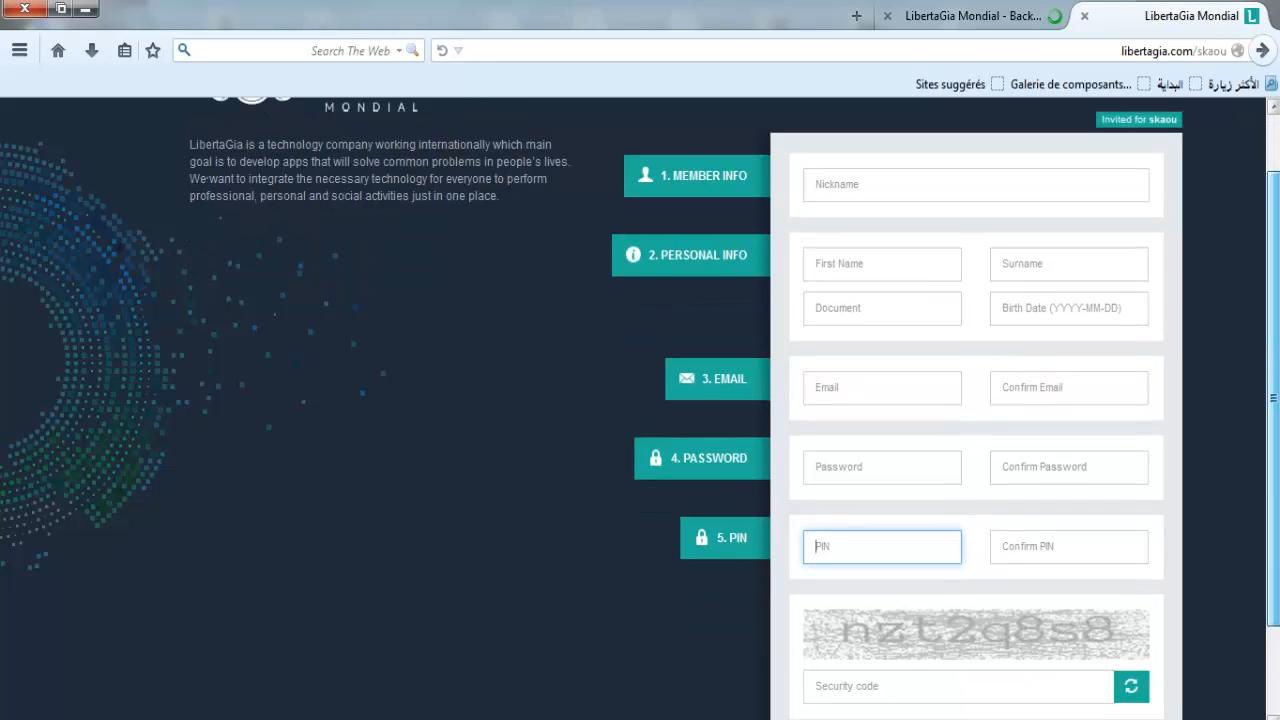 LibertaGia Mondial - Back...
LibertaGia Mondial
Search The Web
libertagia.com/skaou
Sites suggérés
Galerie de composants...
البداية
الأكثر زيارة
MONDIAL
Invited for skaou
LibertaGia is a technology company working internationally which main
goal is to develop apps that will solve common problems in people's lives.
We want to integrate the necessary technology for everyone to perform
professional, personal and social activities just in one place.
1. MEMBER INFO
Nickname
2. PERSONAL INFO
First Name
Surname
Document
Birth Date (YYYY-MM-DD)
3. EMAIL
Email
Confirm Email
4. PASSWORD
Password
Confirm Password
5. PIN
PIN
Confirm PIN
nzt2q8s8
Security code